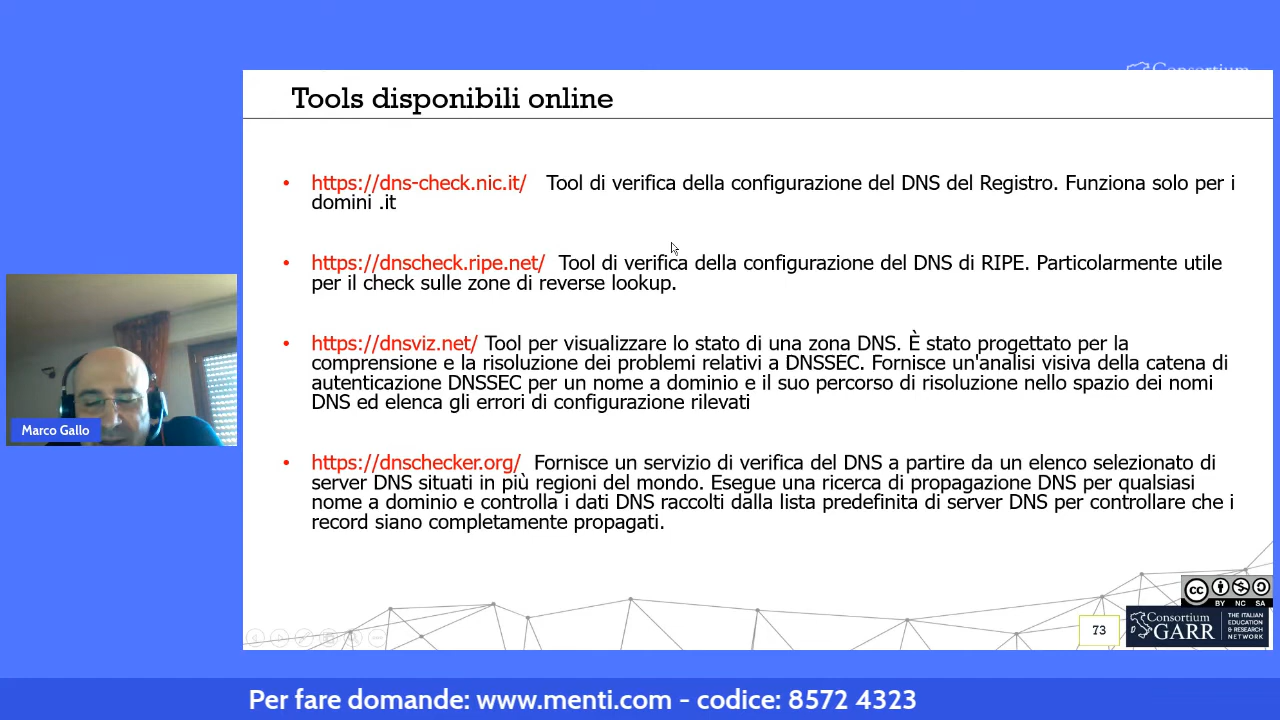 Consortium
Tools disponibili online
• https://dns-check.nic.it/ Tool di verifica della configurazione del DNS del Registro. Funziona solo per i
domini .it
• https://dnscheck.ripe.net/ Tool di verifica della configurazione del DNS di RIPE. Particolarmente utile
per il check sulle zone di reverse lookup.
• https://dnsviz.net/ Tool per visualizzare lo stato di una zona DNS. È stato progettato per la
comprensione e la risoluzione dei problemi relativi a DNSSEC. Fornisce un'analisi visiva della catena di
autenticazione DNSSEC per un nome a dominio e il suo percorso di risoluzione nello spazio dei nomi
DNS ed elenca gli errori di configurazione rilevati
• https://dnschecker.org/ Fornisce un servizio di verifica del DNS a partire da un elenco selezionato di
server DNS situati in più regioni del mondo. Esegue una ricerca di propagazione DNS per qualsiasi
nome a dominio e controlla i dati DNS raccolti dalla lista predefinita di server DNS per controllare che i
record siano completamente propagati.
Marco Gallo
cc
BY NC SA
73
Consortium
GARR
THE ITALIAN
EDUCATION
& RESEARCH
NETWORK
Per fare domande: www.menti.com - codice: 8572 4323